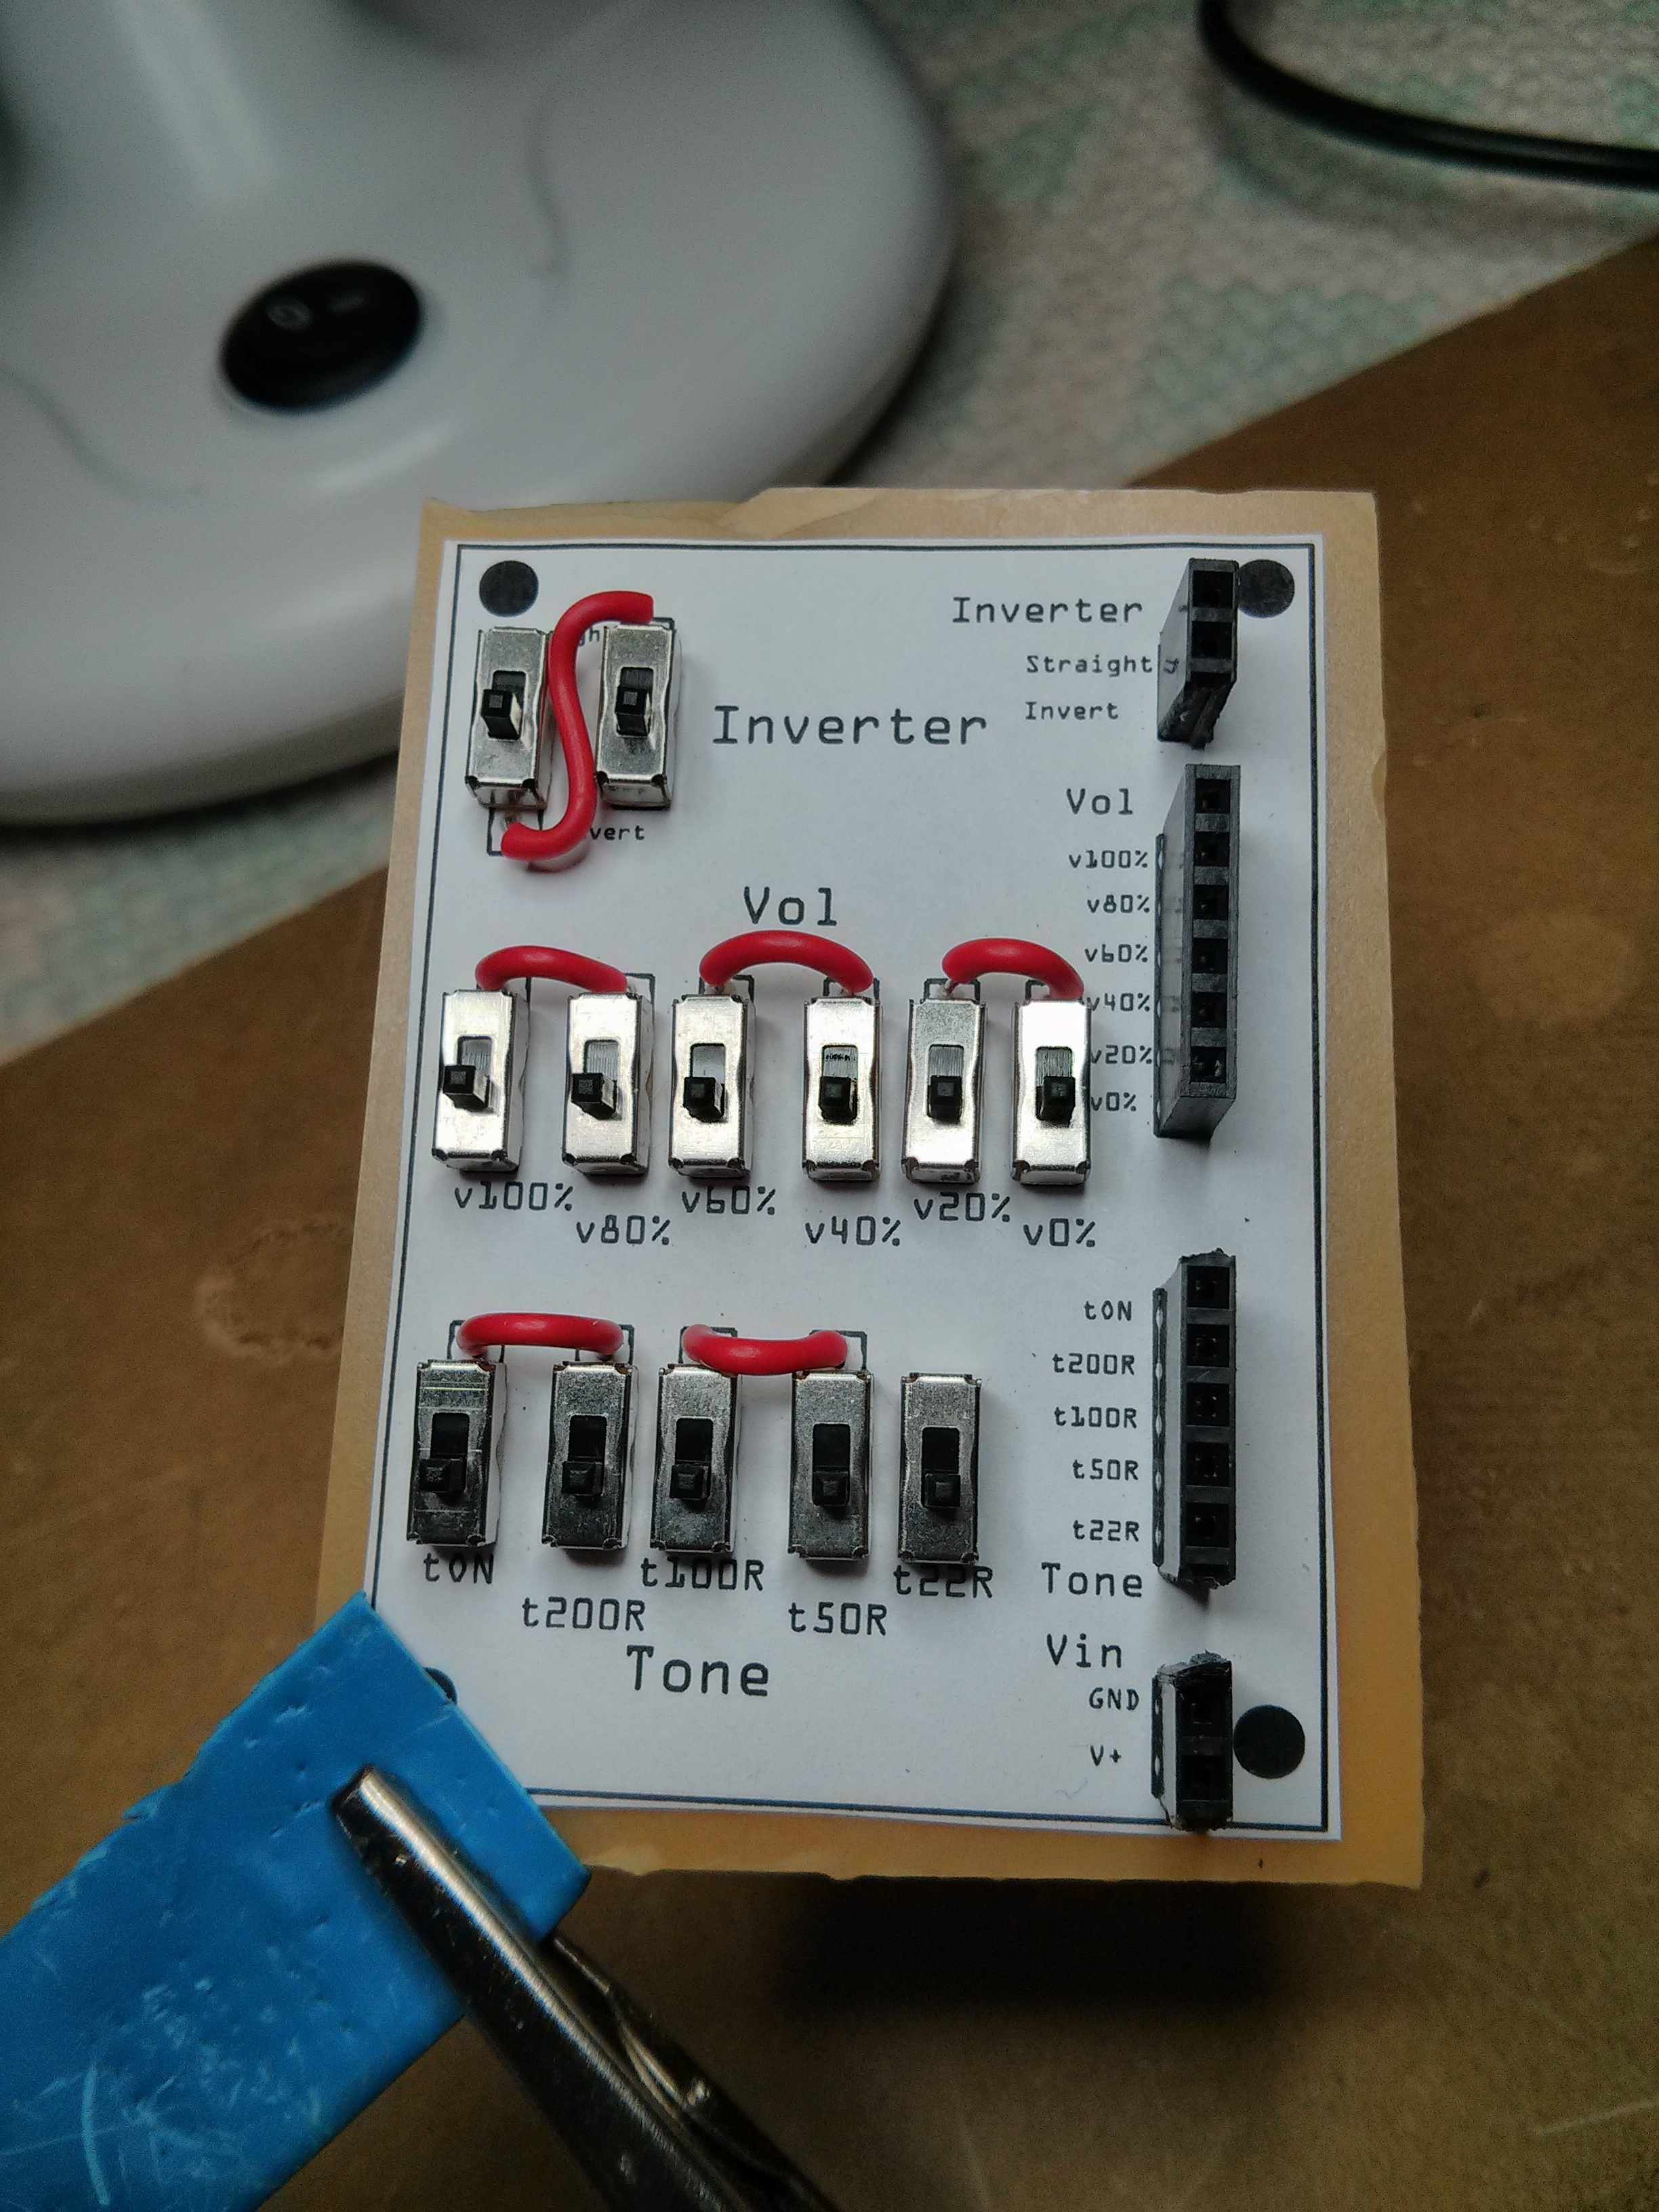 Inverter
Straight
Invert
Inverter
Vol
v100%
v80%
v60%
v40%
v20%
v0%
Vol
v100%
v80%
v60%
v40%
v20%
v0%
t0N
t200R
t100R
t50R
t22R
Tone
t0N
t200R
t100R
t50R
t22R
Tone
Vin
GND
V+